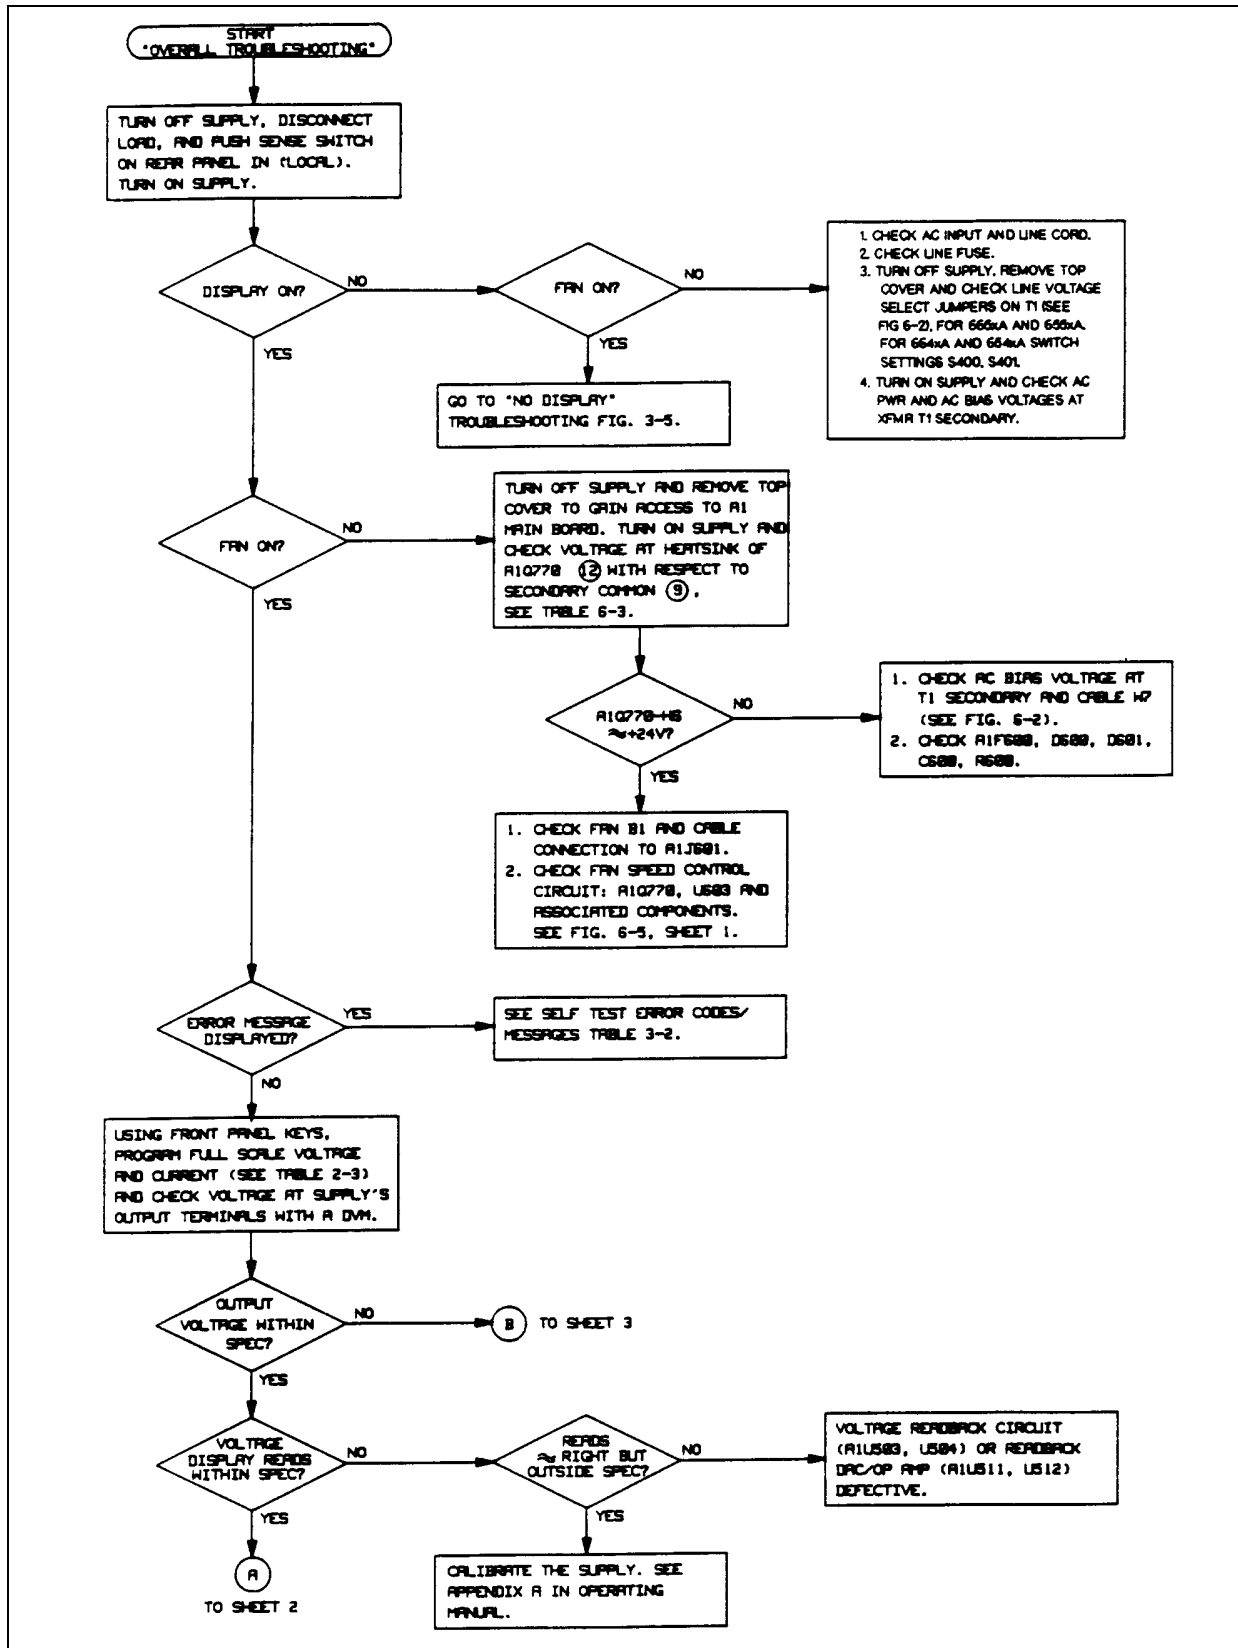 START
"OVERALL TROUBLESHOOTING"
TURN OFF SUPPLY, DISCONNECT
LOAD, AND PUSH SENSE SWITCH
ON REAR PANEL IN (LOCAL).
TURN ON SUPPLY.
DISPLAY ON?
NO
FAN ON?
NO
1. CHECK AC INPUT AND LINE CORD.
2. CHECK LINE FUSE.
3. TURN OFF SUPPLY, REMOVE TOP
COVER AND CHECK LINE VOLTAGE
SELECT JUMPERS ON T1 (SEE
FIG 6-2), FOR 666xA AND 655xA.
FOR 664xA AND 654xA SWITCH
SETTINGS S400, S401.
4. TURN ON SUPPLY AND CHECK AC
PWR AND AC BIAS VOLTAGES AT
XFMR T1 SECONDARY.
YES
YES
GO TO "NO DISPLAY"
TROUBLESHOOTING FIG. 3-5.
FAN ON?
NO
TURN OFF SUPPLY AND REMOVE TOP
COVER TO GAIN ACCESS TO A1
MAIN BOARD. TURN ON SUPPLY AND
CHECK VOLTAGE AT HEATSINK OF
A1Q770 (12) WITH RESPECT TO
SECONDARY COMMON (9),
SEE TABLE 6-3.
YES
A1Q770-HS
≈+24V?
NO
1. CHECK AC BIAS VOLTAGE AT
T1 SECONDARY AND CABLE W7
(SEE FIG. 6-2).
2. CHECK A1F600, D600, D601,
C600, R600.
YES
1. CHECK FAN B1 AND CABLE
CONNECTION TO A1J601.
2. CHECK FAN SPEED CONTROL
CIRCUIT: A1Q770, U603 AND
ASSOCIATED COMPONENTS.
SEE FIG. 6-5, SHEET 1.
ERROR MESSAGE
DISPLAYED?
YES
SEE SELF TEST ERROR CODES/
MESSAGES TABLE 3-2.
NO
USING FRONT PANEL KEYS,
PROGRAM FULL SCALE VOLTAGE
AND CURRENT (SEE TABLE 2-3)
AND CHECK VOLTAGE AT SUPPLY'S
OUTPUT TERMINALS WITH A DVM.
OUTPUT
VOLTAGE WITHIN
SPEC?
NO
B
TO SHEET 3
YES
VOLTAGE
DISPLAY READS
WITHIN SPEC?
NO
READS
≈ RIGHT BUT
OUTSIDE SPEC?
NO
VOLTAGE READBACK CIRCUIT
(A1U503, U504) OR READBACK
DAC/OP AMP (A1U511, U512)
DEFECTIVE.
YES
YES
A
TO SHEET 2
CALIBRATE THE SUPPLY. SEE
APPENDIX A IN OPERATING
MANUAL.